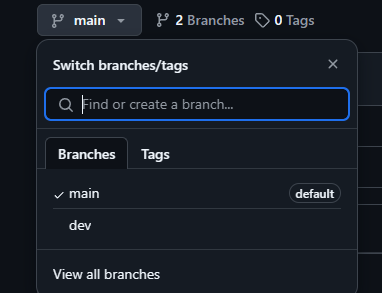 main 2 Branches 0 Tags
Switch branches/tags
Find or create a branch...
Branches Tags
main default
dev
View all branches